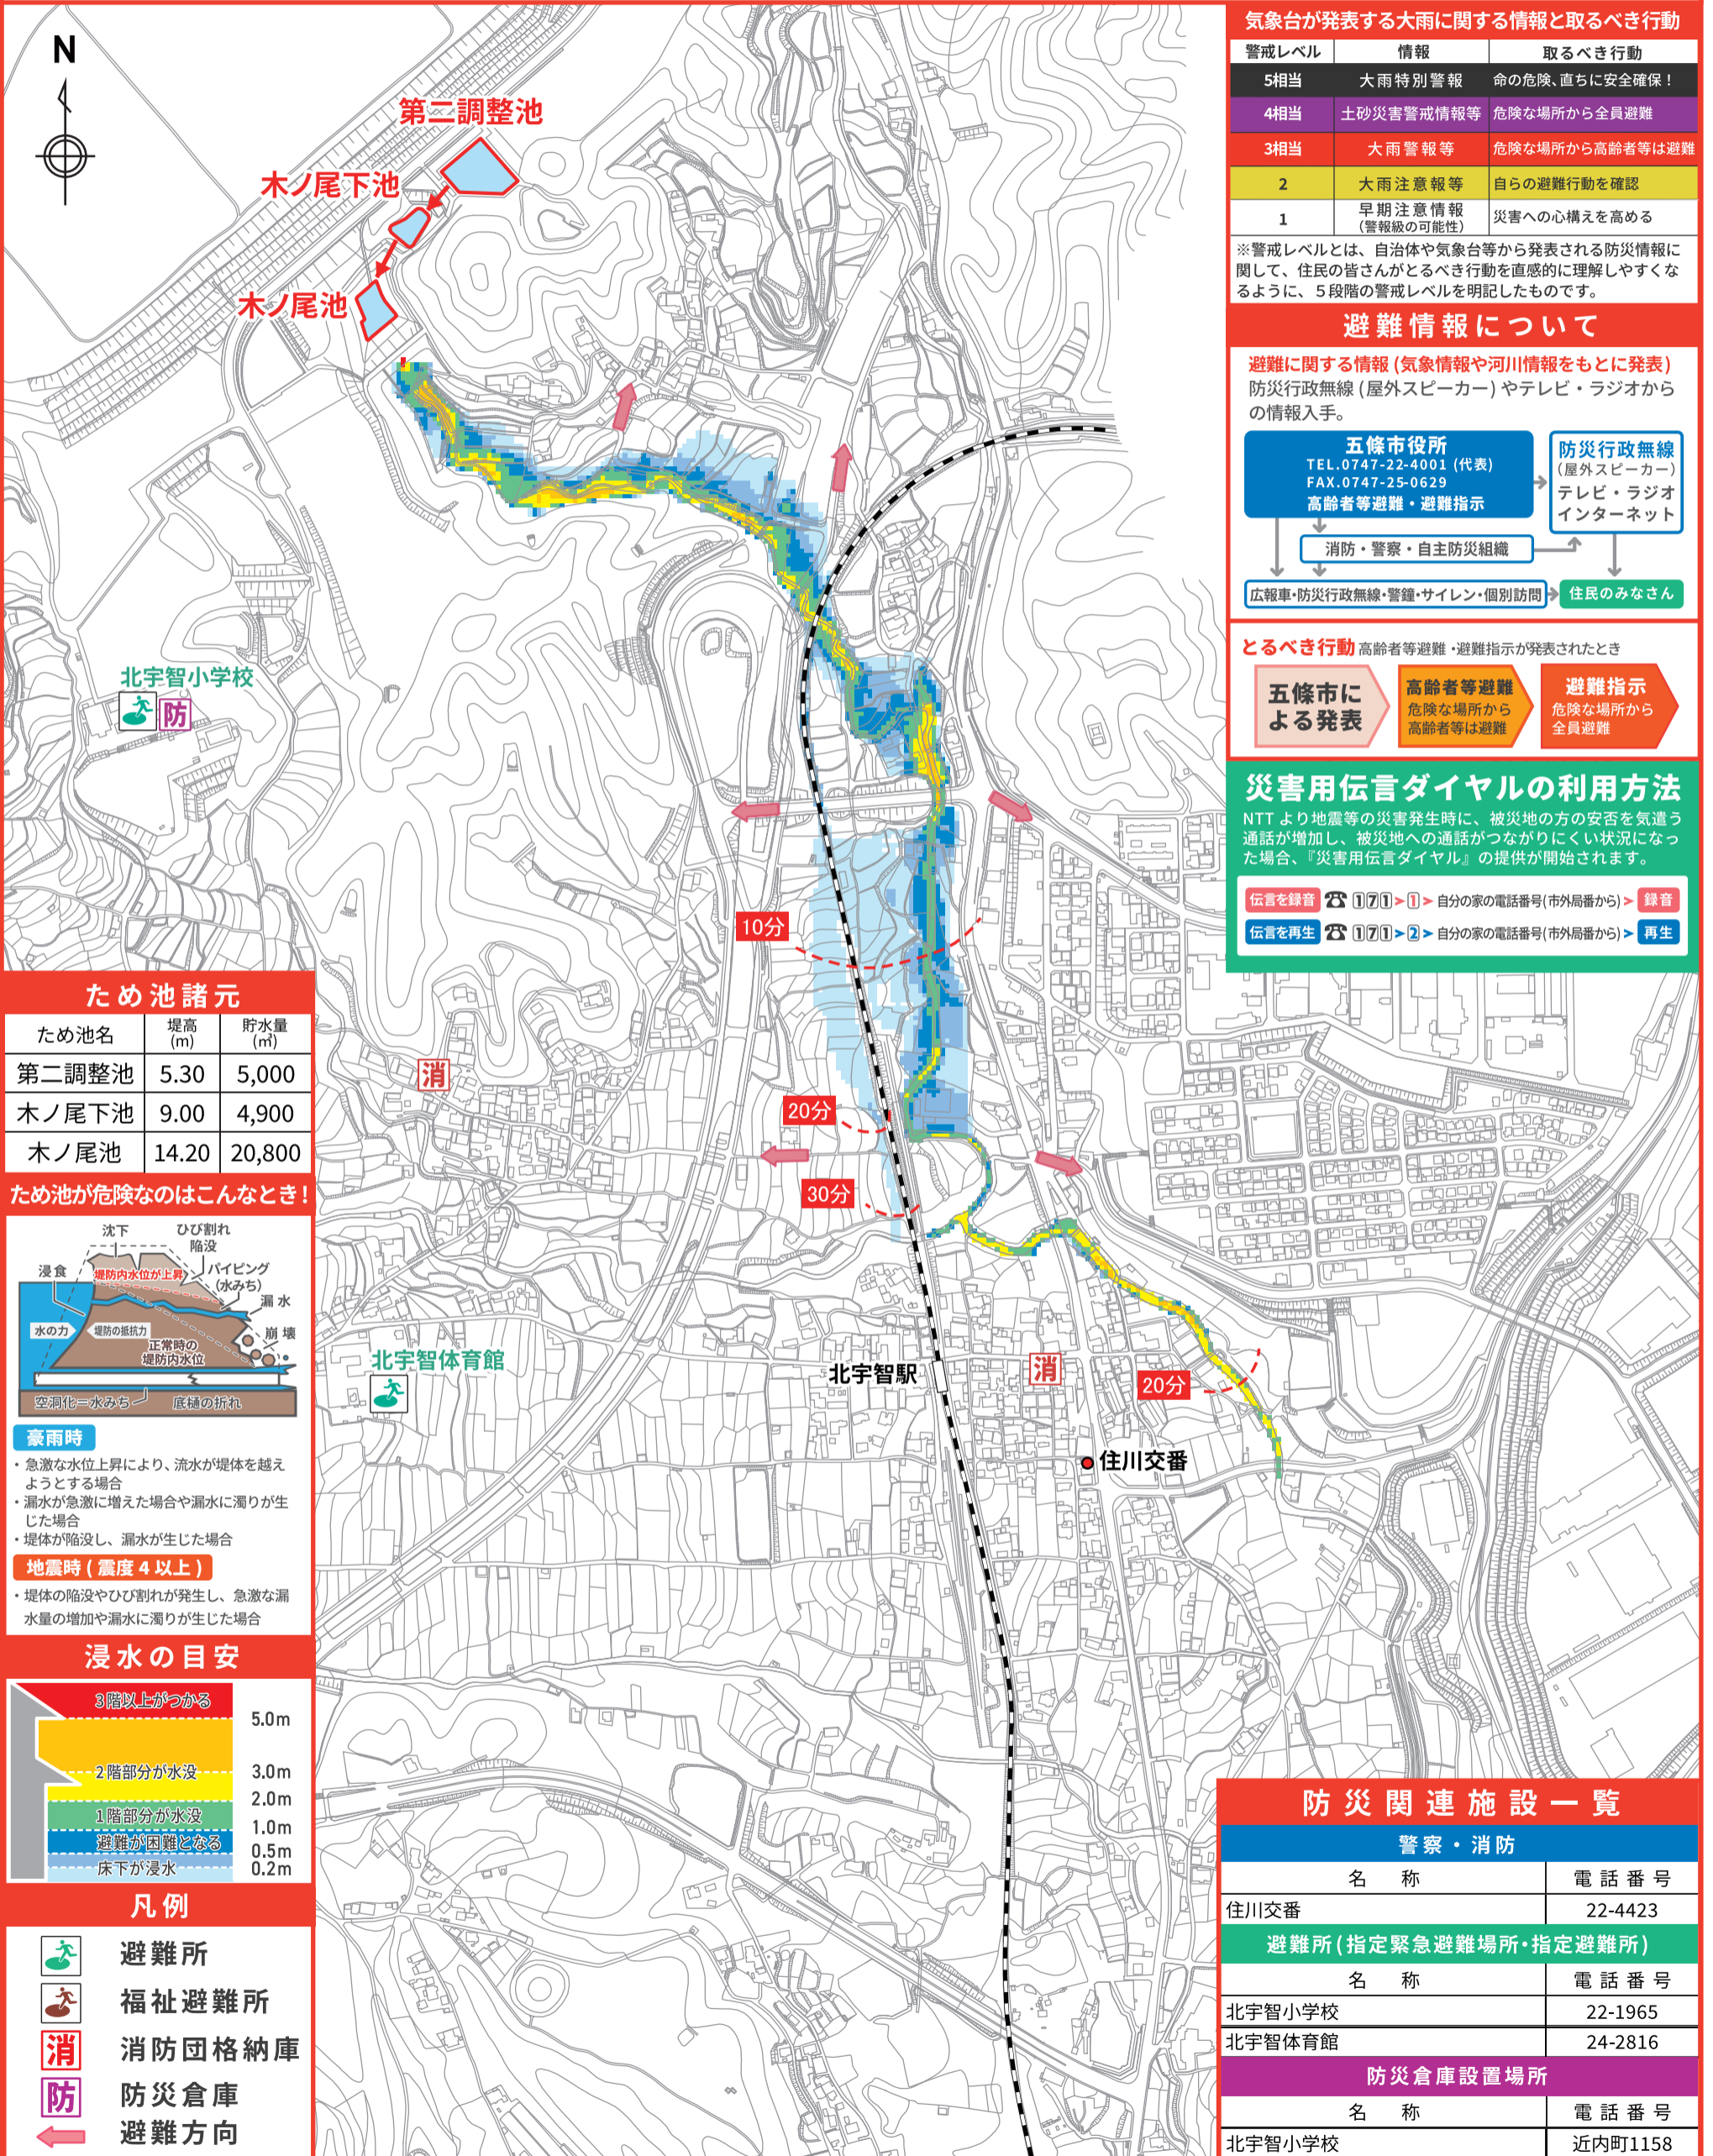 N
第二調整池
木ノ尾下池
木ノ尾池
北宇智小学校
防
10分
消
20分
30分
北宇智体育館
北宇智駅
消
20分
住川交番
気象台が発表する大雨に関する情報と取るべき行動
警戒レベル 情報 取るべき行動
5相当 大雨特別警報 命の危険、直ちに安全確保！
4相当 土砂災害警戒情報等 危険な場所から全員避難
3相当 大雨警報等 危険な場所から高齢者等は避難
2 大雨注意報等 自らの避難行動を確認
1 早期注意情報 災害への心構えを高める
(警報級の可能性)
※警戒レベルとは、自治体や気象台等から発表される防災情報に
関して、住民の皆さんがとるべき行動を直感的に理解しやすくな
るように、５段階の警戒レベルを明記したものです。
避難情報について
避難に関する情報 (気象情報や河川情報をもとに発表)
防災行政無線 (屋外スピーカー) やテレビ・ラジオから
の情報入手。
五條市役所
TEL.0747-22-4001 (代表)
FAX.0747-25-0629
高齢者等避難・避難指示
防災行政無線
(屋外スピーカー)
テレビ・ラジオ
インターネット
消防・警察・自主防災組織
広報車・防災行政無線・警鐘・サイレン・個別訪問
住民のみなさん
とるべき行動 高齢者等避難・避難指示が発表されたとき
五條市に
よる発表
高齢者等避難
危険な場所から
高齢者等は避難
避難指示
危険な場所から
全員避難
災害用伝言ダイヤルの利用方法
NTT より地震等の災害発生時に、被災地の方の安否を気遣う
通話が増加し、被災地への通話がつながりにくい状況になっ
た場合、『災害用伝言ダイヤル』の提供が開始されます。
伝言を録音 ☎ 171 > 1 > 自分の家の電話番号(市外局番から) > 録音
伝言を再生 ☎ 171 > 2 > 自分の家の電話番号(市外局番から) > 再生
ため池諸元
ため池名 堤高(m) 貯水量(㎥)
第二調整池 5.30 5,000
木ノ尾下池 9.00 4,900
木ノ尾池 14.20 20,800
ため池が危険なのはこんなとき！
沈下
ひび割れ
陥没
浸食
堤防内水位が上昇
パイピング
(水みち)
漏水
水の力
堤防の抵抗力
崩壊
正常時の
堤防内水位
空洞化＝水みち
底樋の折れ
豪雨時
・急激な水位上昇により、流水が堤体を越え
ようとする場合
・漏水が急激に増えた場合や漏水に濁りが生
じた場合
・堤体が陥没し、漏水が生じた場合
地震時 ( 震度 4 以上 )
・堤体の陥没やひび割れが発生し、急激な漏
水量の増加や漏水に濁りが生じた場合
浸水の目安
3階以上がつかる
5.0m
2階部分が水没
3.0m
2.0m
1階部分が水没
1.0m
避難が困難となる
0.5m
床下が浸水
0.2m
凡例
避難所
福祉避難所
消 消防団格納庫
防 防災倉庫
避難方向
防災関連施設一覧
警察・消防
名 称 電話番号
住川交番 22-4423
避難所(指定緊急避難場所・指定避難所)
名 称 電話番号
北宇智小学校 22-1965
北宇智体育館 24-2816
防災倉庫設置場所
名 称 電話番号
北宇智小学校 近内町1158